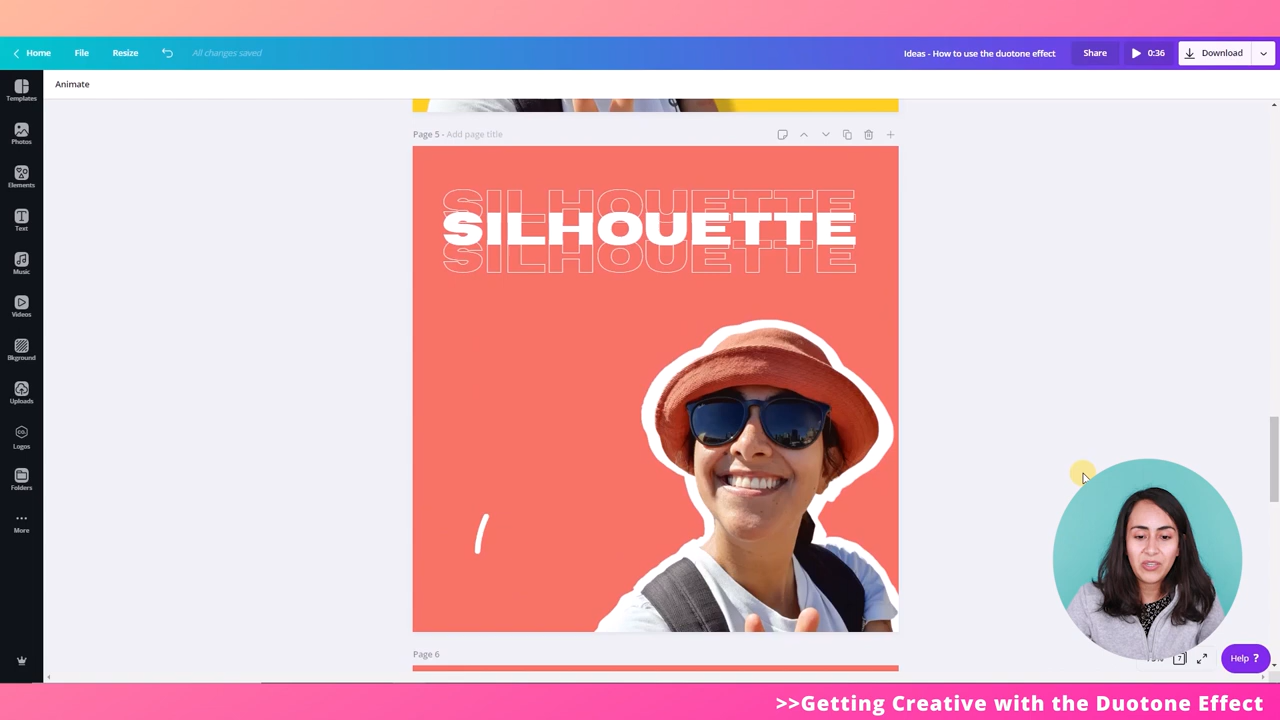 Home
File
Resize
All changes saved
Ideas - How to use the duotone effect
Share
0:36
Download
Templates
Animate
Photos
Elements
Text
Music
Videos
Bkground
Uploads
CO.
Logos
Folders
More
Page 5 - Add page title
SILHOUETTE
SILHOUETTE
SILHOUETTE
Page 6
7
Help ?
>>Getting Creative with the Duotone Effect